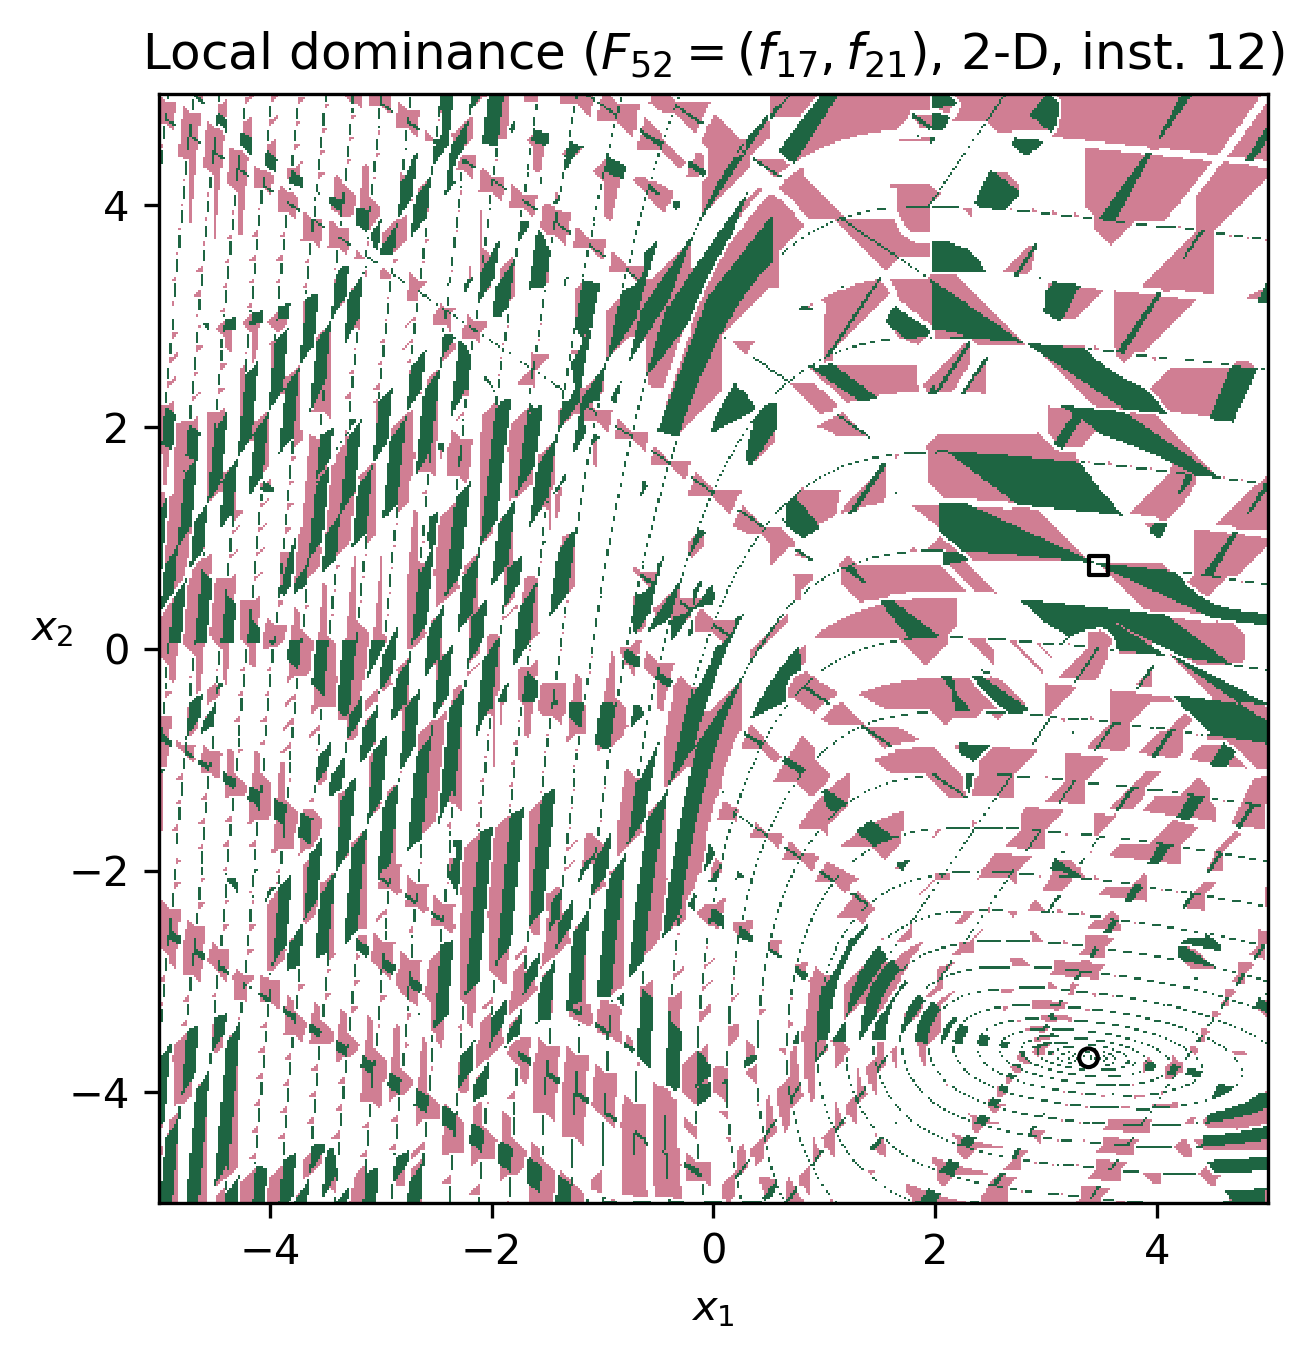 Local dominance (F₅₂ = (f₁₇, f₂₁), 2-D, inst. 12)
4
2
x₂
0
−2
−4
−4 −2 0 2 4
x₁